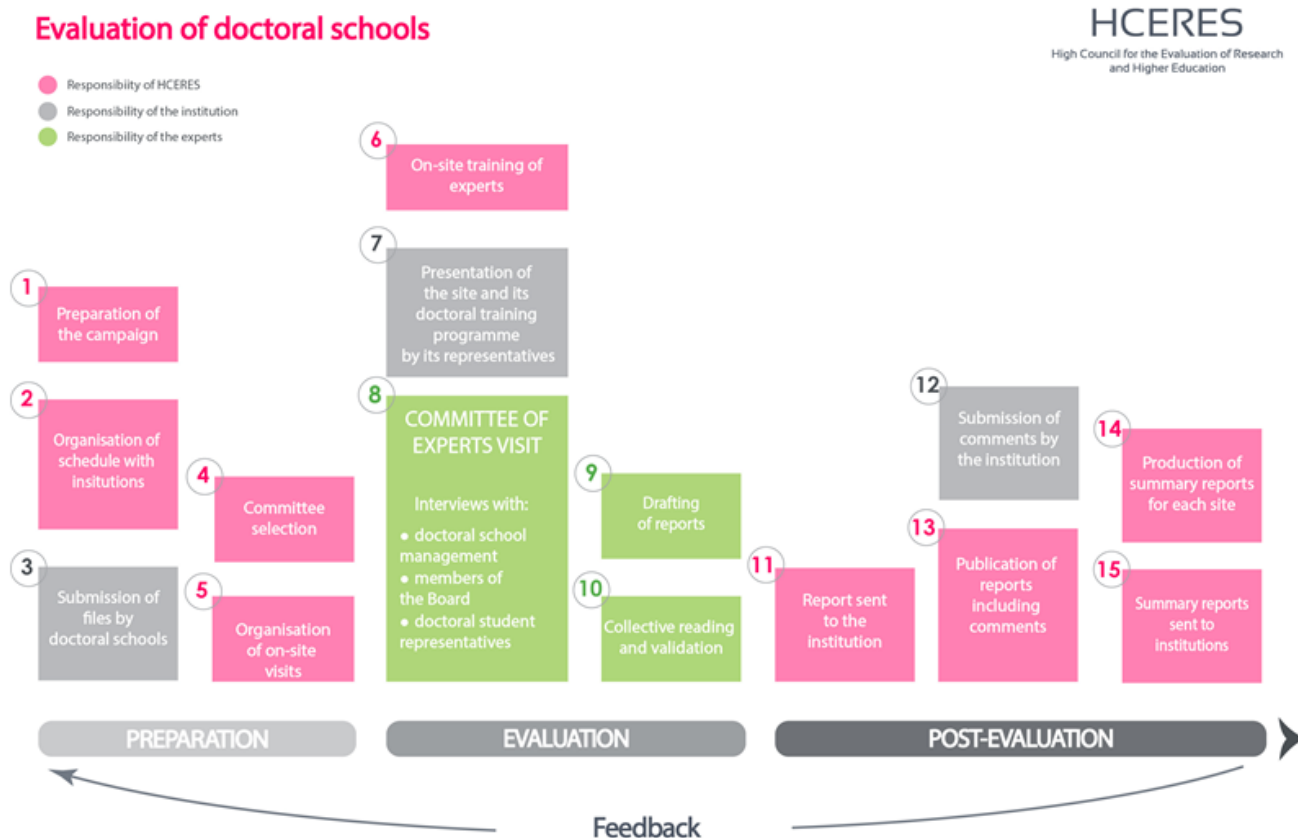 Evaluation of doctoral schools
HCERES
High Council for the Evaluation of Research
and Higher Education
Responsibiity of HCERES
Responsibility of the institution
Responsibility of the experts
1
Preparation of
the campaign
2
Organisation of
schedule with
insitutions
3
Submission of
files by
doctoral schools
4
Committee
selection
5
Organisation
of on-site
visits
6
On-site training of
experts
7
Presentation of
the site and its
doctoral training
programme
by its representatives
8
COMMITTEE OF
EXPERTS VISIT
Interviews with:
• doctoral school
management
• members of
the Board
• doctoral student
representatives
9
Drafting
of reports
10
Collective reading
and validation
11
Report sent
to the
institution
12
Submission of
comments by
the institution
13
Publication of
reports
including
comments
14
Production of
summary reports
for each site
15
Summary reports
sent to
institutions
PREPARATION
EVALUATION
POST-EVALUATION
Feedback